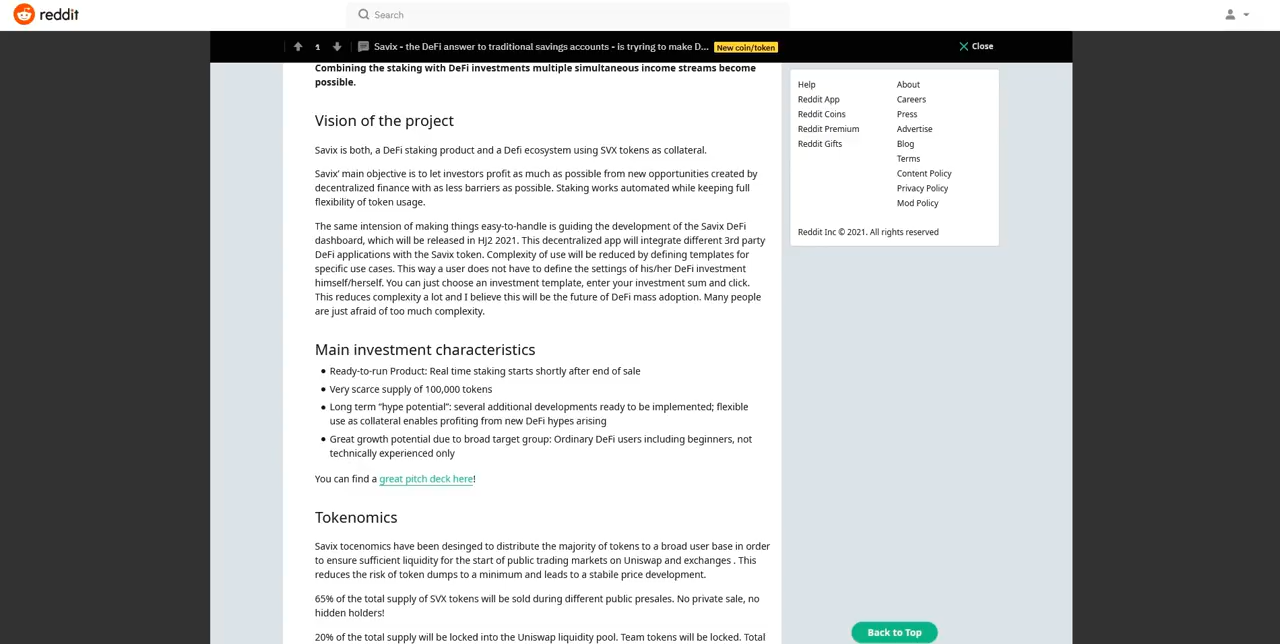 reddit
Search
1
Savix - the DeFi answer to traditional savings accounts - is tryring to make D...
New coin/token
Close
Combining the staking with DeFi investments multiple simultaneous income streams become
possible.
Vision of the project
Savix is both, a DeFi staking product and a Defi ecosystem using SVX tokens as collateral.
Savix' main objective is to let investors profit as much as possible from new opportunities created by
decentralized finance with as less barriers as possible. Staking works automated while keeping full
flexibility of token usage.
The same intension of making things easy-to-handle is guiding the development of the Savix DeFi
dashboard, which will be released in HJ2 2021. This decentralized app will integrate different 3rd party
DeFi applications with the Savix token. Complexity of use will be reduced by defining templates for
specific use cases. This way a user does not have to define the settings of his/her DeFi investment
himself/herself. You can just choose an investment template, enter your investment sum and click.
This reduces complexity a lot and I believe this will be the future of DeFi mass adoption. Many people
are just afraid of too much complexity.
Main investment characteristics
• Ready-to-run Product: Real time staking starts shortly after end of sale
• Very scarce supply of 100,000 tokens
• Long term "hype potential": several additional developments ready to be implemented; flexible
use as collateral enables profiting from new DeFi hypes arising
• Great growth potential due to broad target group: Ordinary DeFi users including beginners, not
technically experienced only
You can find a great pitch deck here!
Tokenomics
Savix tocenomics have been desinged to distribute the majority of tokens to a broad user base in order
to ensure sufficient liquidity for the start of public trading markets on Uniswap and exchanges . This
reduces the risk of token dumps to a minimum and leads to a stabile price development.
65% of the total supply of SVX tokens will be sold during different public presales. No private sale, no
hidden holders!
20% of the total supply will be locked into the Uniswap liquidity pool. Team tokens will be locked. Total
Help
Reddit App
Reddit Coins
Reddit Premium
Reddit Gifts
About
Careers
Press
Advertise
Blog
Terms
Content Policy
Privacy Policy
Mod Policy
Reddit Inc © 2021. All rights reserved
Back to Top